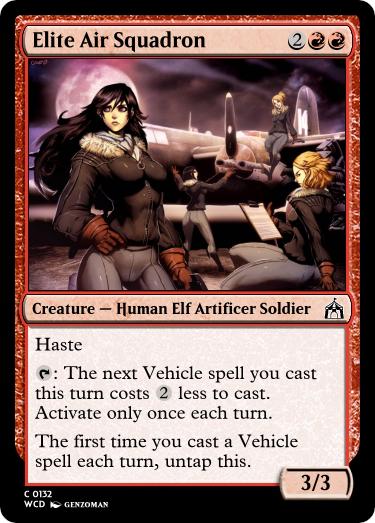 Elite Air Squadron 2
Creature — Human Elf Artificer Soldier
Haste
: The next Vehicle spell you cast
this turn costs 2 less to cast.
Activate only once each turn.
The first time you cast a Vehicle
spell each turn, untap this.
3/3
C 0132
WCD GENZOMAN